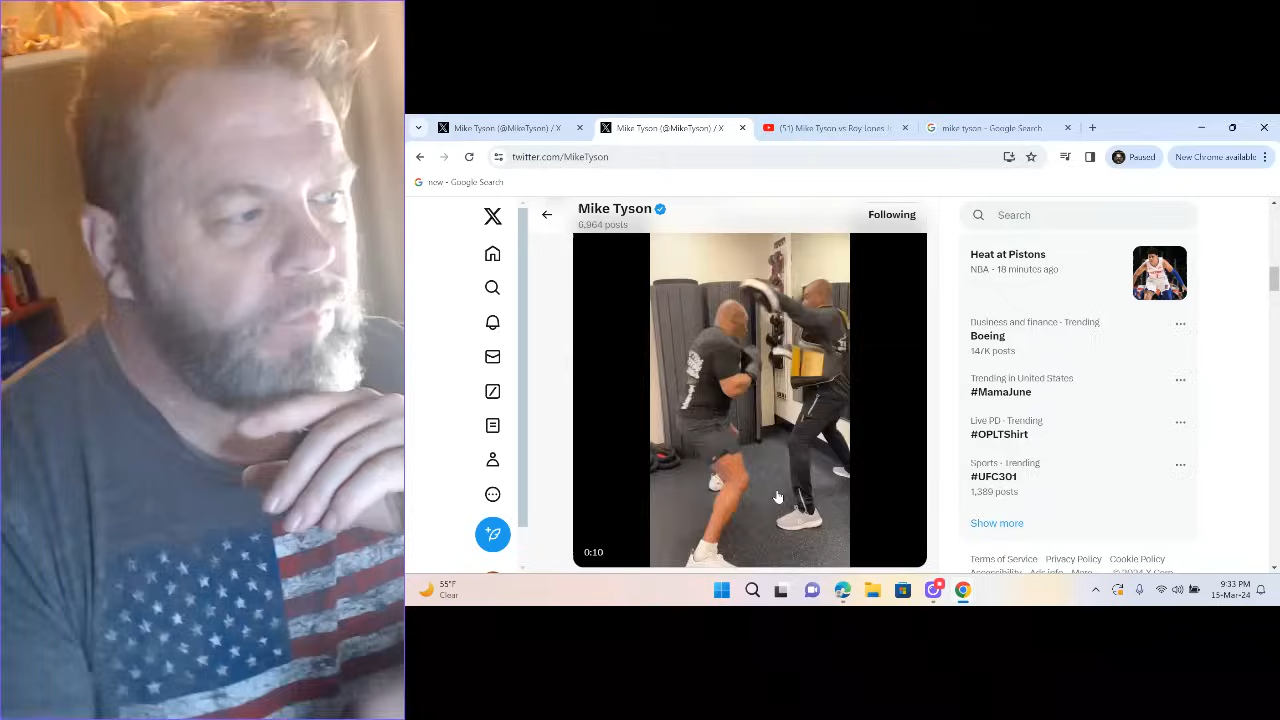 Mike Tyson (@MikeTyson) / X
Mike Tyson (@MikeTyson) / X
(51) Mike Tyson vs Roy Jones Jr
mike tyson - Google Search
twitter.com/MikeTyson
Paused
New Chrome available
new - Google Search
Mike Tyson
6,964 posts
Following
Search
Heat at Pistons
NBA · 18 minutes ago
Business and finance · Trending
Boeing
147K posts
Trending in United States
#MamaJune
Live PD · Trending
#OPLTShirt
Sports · Trending
#UFC301
1,389 posts
Show more
Terms of Service Privacy Policy Cookie Policy
0:10
55°F
Clear
9:33 PM
15-Mar-24